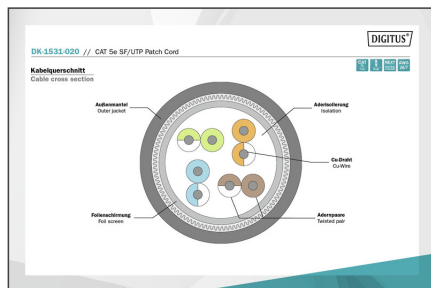 DIGITUS®
DK-1531-020 // CAT 5e SF/UTP Patch Cord
Kabelquerschnitt
Cable cross section
Außenmantel
Outer jacket
Aderisolierung
Isolation
Cu-Draht
Cu-Wire
Folienschirmung
Foil screen
Adernpaare
Twisted pair